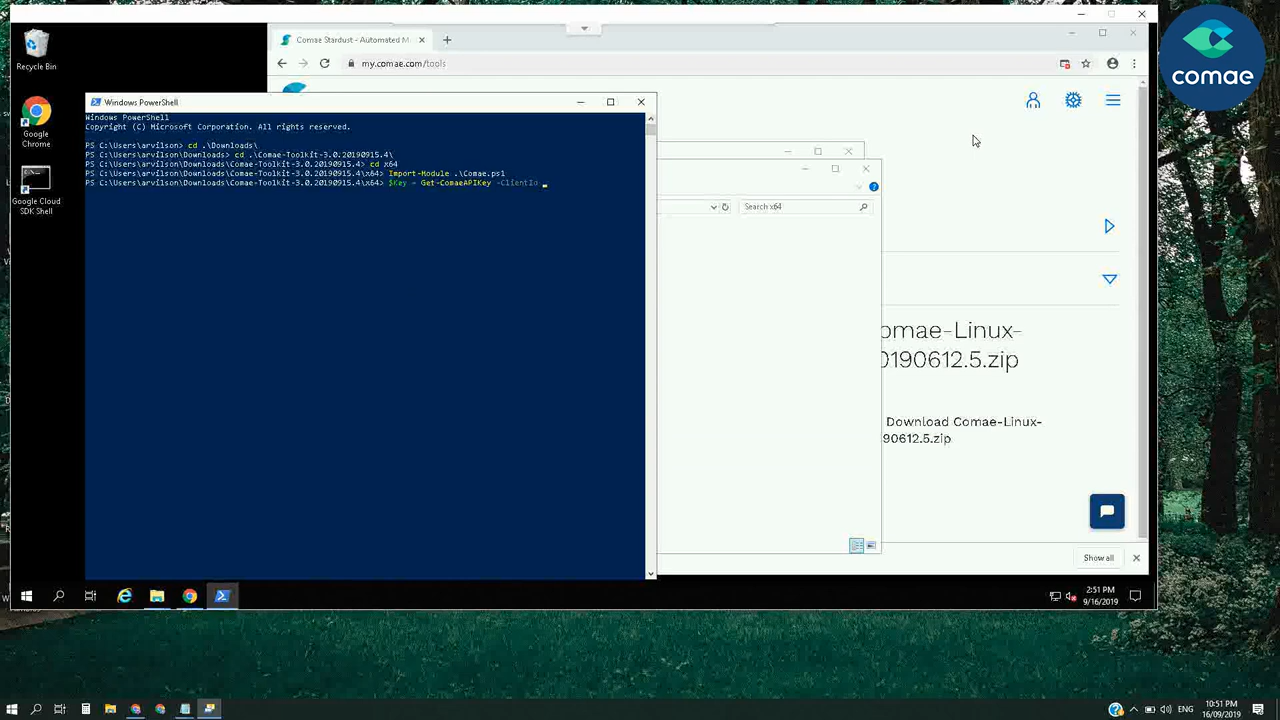 Recycle Bin
Google
Chrome
Google Cloud
SDK Shell
Comae Stardust - Automated M
my.comae.com/tools
comae
Windows PowerShell
Windows PowerShell
Copyright (C) Microsoft Corporation. All rights reserved.
PS C:\Users\arvilson> cd .\Downloads\
PS C:\Users\arvilson\Downloads> cd .\Comae-Toolkit-3.0.20190915.4\
PS C:\Users\arvilson\Downloads\Comae-Toolkit-3.0.20190915.4> cd x64
PS C:\Users\arvilson\Downloads\Comae-Toolkit-3.0.20190915.4\x64> Import-Module .\Comae.ps1
PS C:\Users\arvilson\Downloads\Comae-Toolkit-3.0.20190915.4\x64> $Key = Get-ComaeAPIKey -ClientId
Search x64
omae-Linux-
0190612.5.zip
Download Comae-Linux-
90612.5.zip
Show all
2:51 PM
9/16/2019
ENG
10:51 PM
16/09/2019